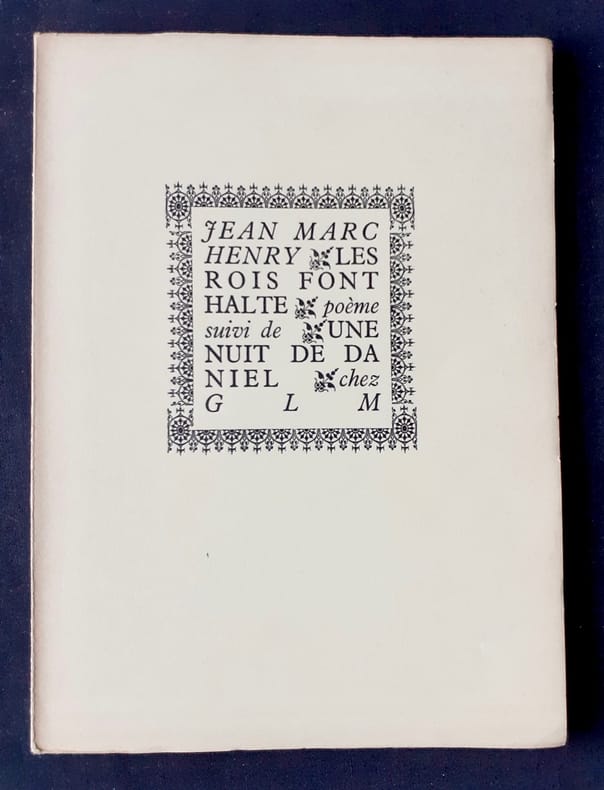 JEAN MARC
HENRY LES
ROIS FONT
HALTE poème
suivi de UNE
NUIT DE DA
NIEL chez
G L M